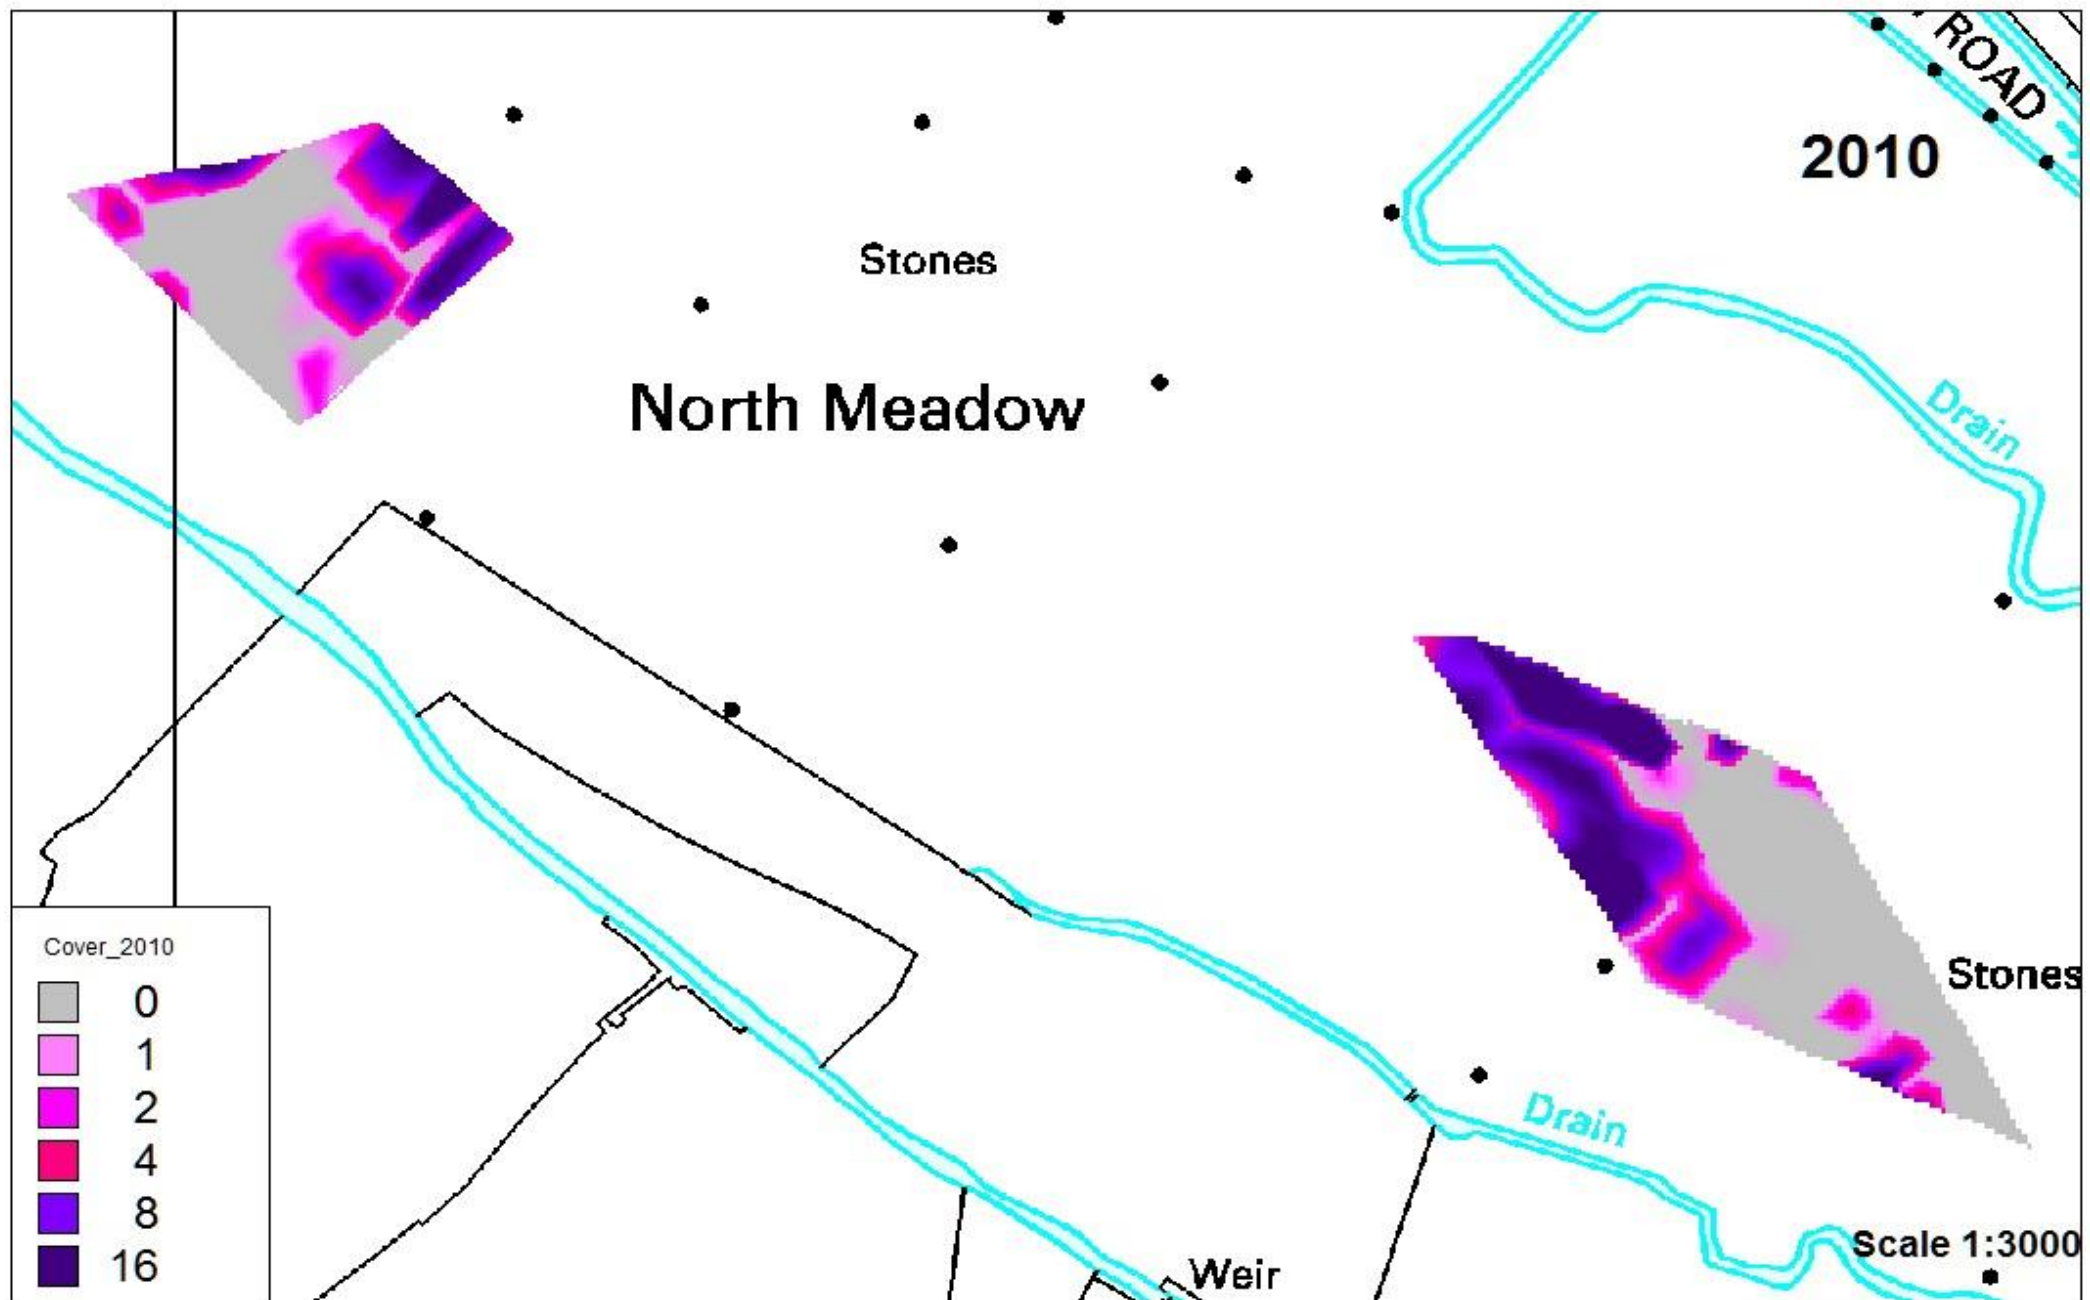 ROAD
2010
Stones
North Meadow
Drain
Stones
Cover_2010
0
1
2
4
8
16
Drain
Scale 1:3000
Weir